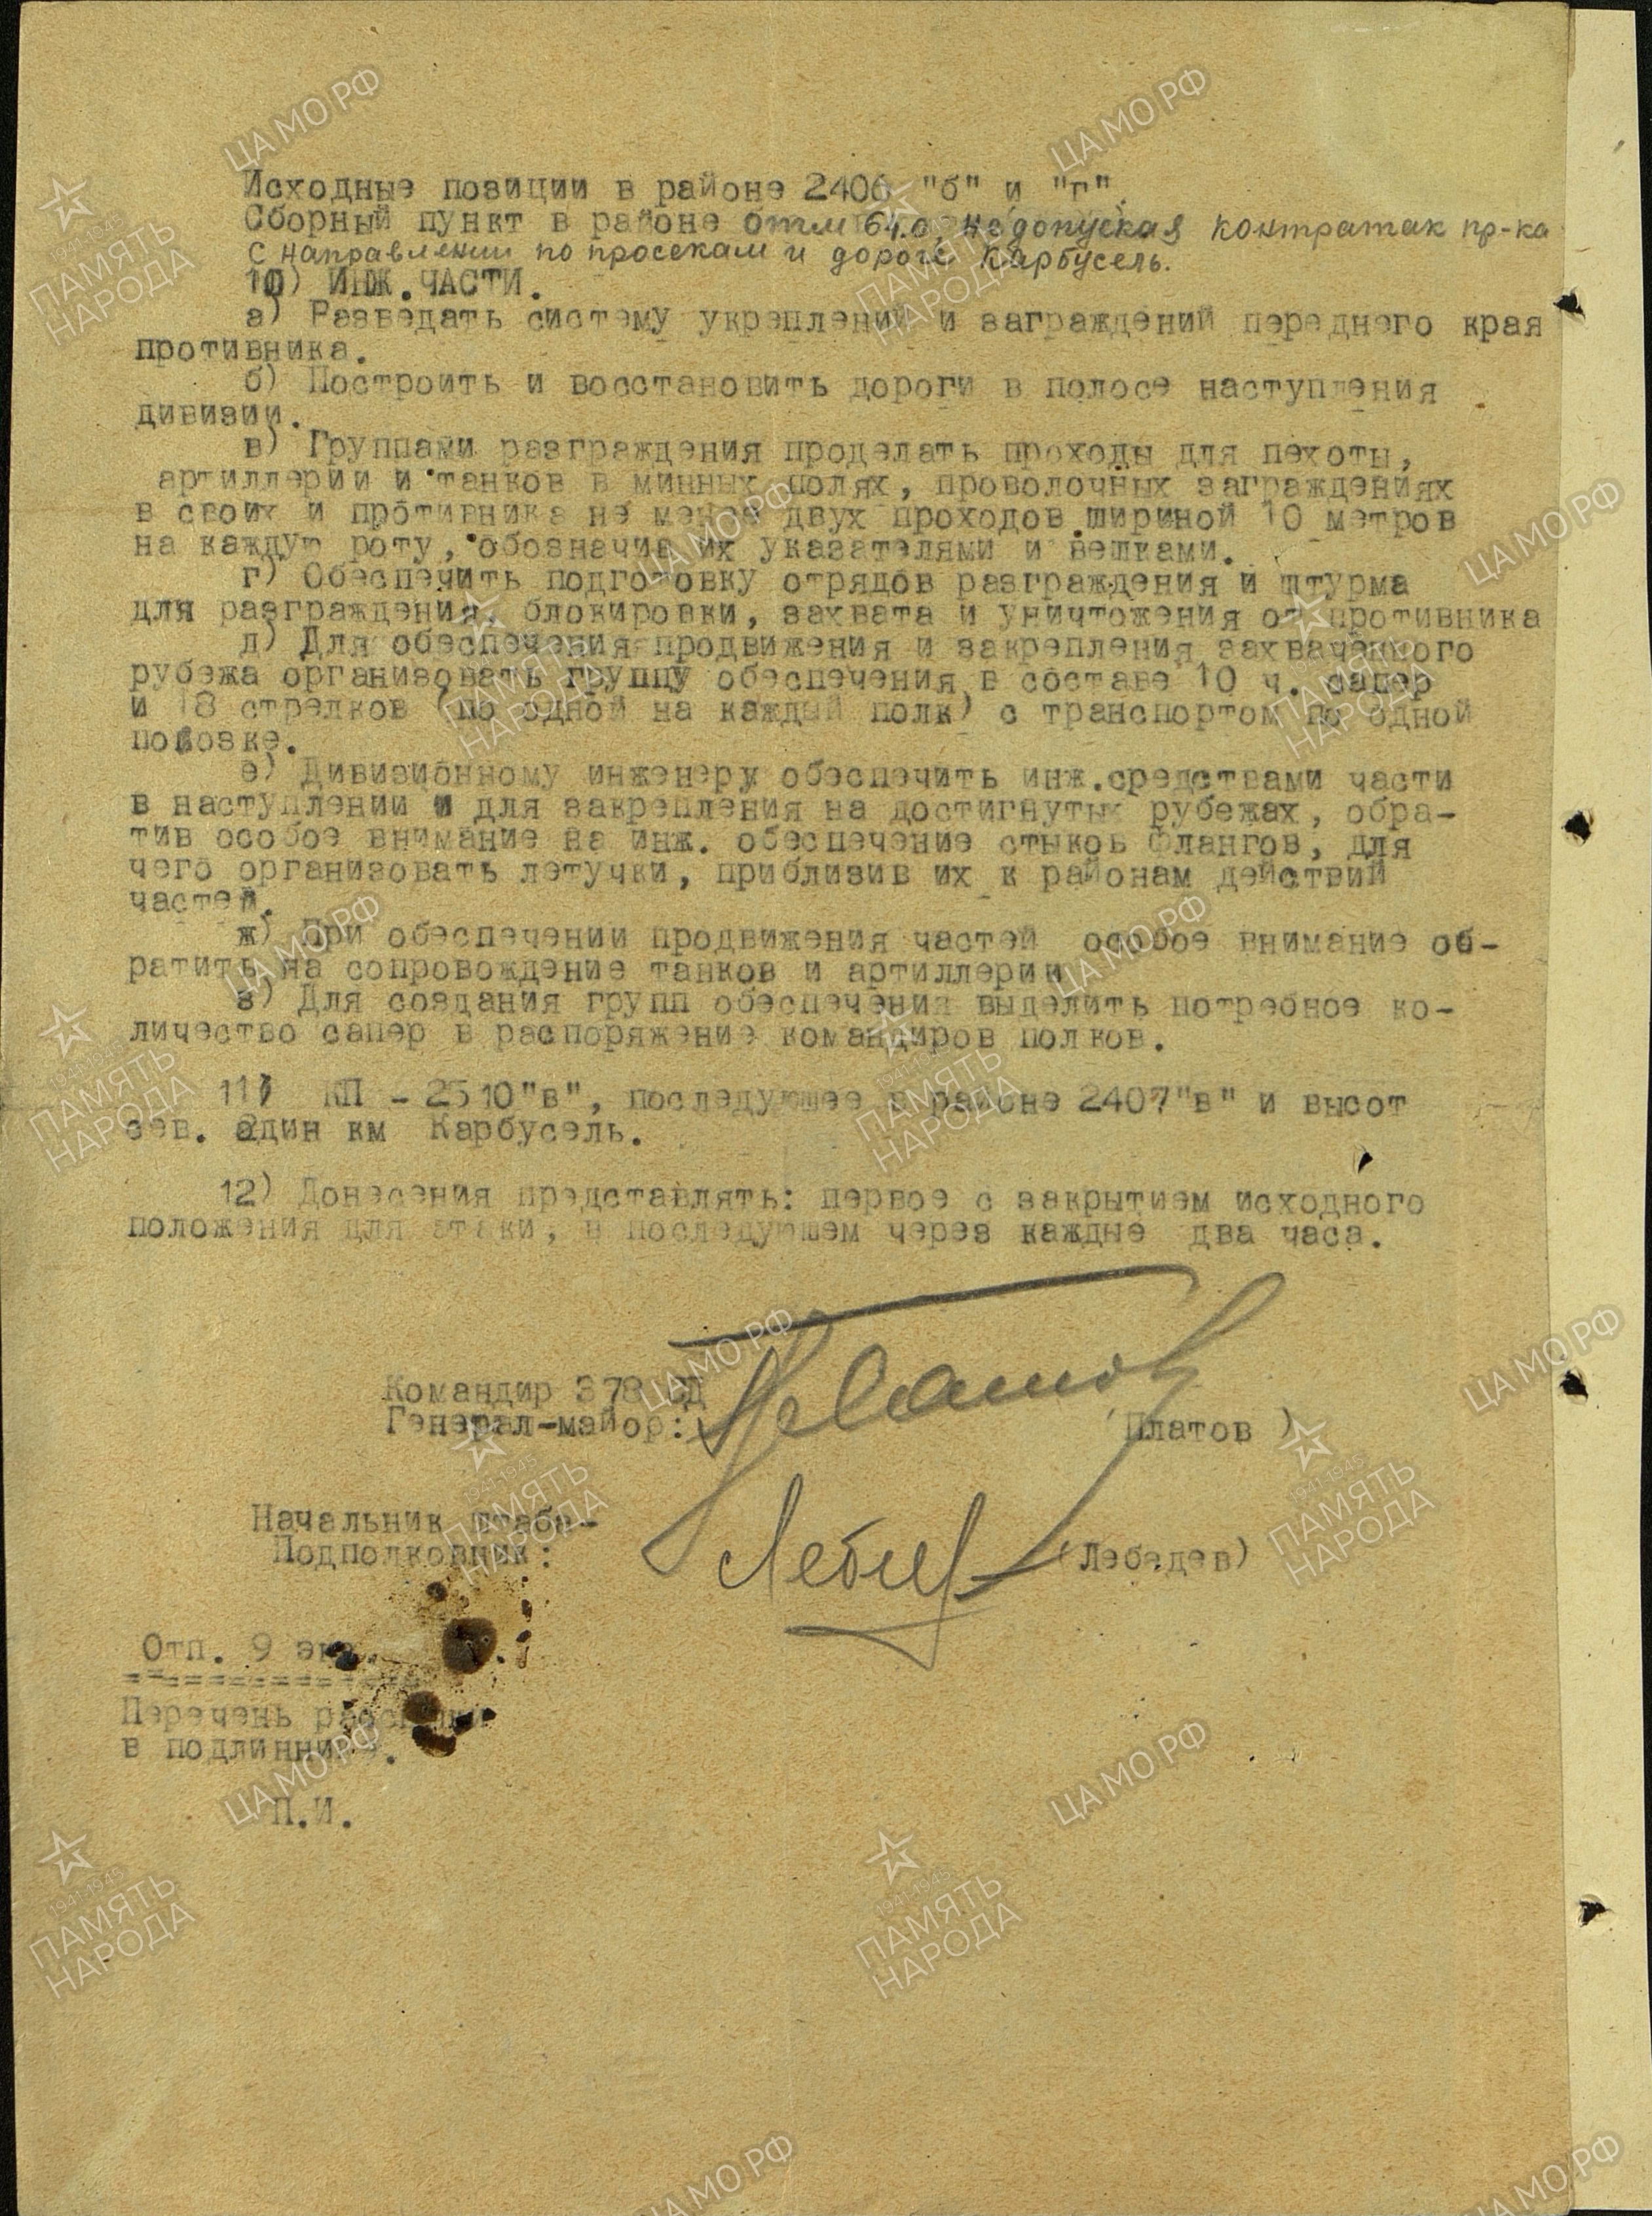 Исходные позиции в районе 2406 "б" и "г".
Сборный пункт в районе отм 64.0, не допуская контратак пр-ка
с направлении по просекам и дороге Карбусель.
10) ИНЖ.ЧАСТИ.
а) Разведать систему укреплений и заграждений переднего края
противника.
б) Построить и восстановить дороги в полосе наступления
дивизии.
в) Группами разграждения проделать проходы для пехоты,
артиллерии и танков в минных полях, проволочных заграждениях
в своих и противника не менее двух проходов шириной 10 метров
на каждую роту, обозначив их указателями и вешками.
г) Обеспечить подготовку отрядов разграждения и штурма
для разграждения, блокировки, захвата и уничтожения от противника
д) Для обеспечения продвижения и закрепления захваченного
рубежа организовать группу обеспечения в составе 10 ч. сапер
и 18 стрелков (по одной на каждый полк) с транспортом по одной
повозке.
е) Дивизионному инженеру обеспечить инж.средствами части
в наступлении и для закрепления на достигнутых рубежах, обра-
тив особое внимание на инж. обеспечение стыков флангов, для
чего организовать летучки, приблизив их к районам действий
частей.
ж) При обеспечении продвижения частей особое внимание об-
ратить на сопровождение танков и артиллерии
з) Для создания групп обеспечения выделить потребное ко-
личество сапер в распоряжение командиров полков.
11) КП - 2510"в", последующее в районе 2407"в" и высот
сев. один км Карбусель.
12) Донесения представлять: первое с закрытием исходного
положения для атаки, в последующем через каждые два часа.
Командир 378 СД
Генерал-майор: Платов (Платов )
Начальник штаба-
Подполковник: Лебедев (Лебедев)
Отп. 9 экз.
=============
Перечень рассылки
в подлиннике.
П.И.
ЦАМО РФ
1941-1945
ПАМЯТЬ
НАРОДА